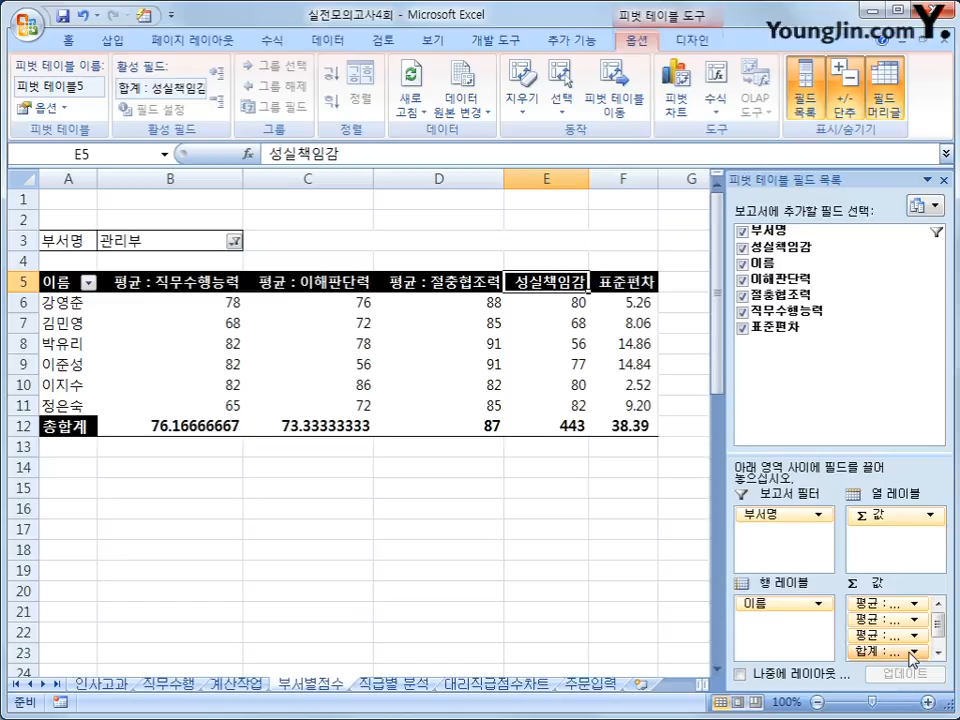 실전모의고사4회 - Microsoft Excel
피벗 테이블 도구
YoungJin.com Y.
홈 삽입 페이지 레이아웃 수식 데이터 검토 보기 개발 도구 추가 기능 옵션 디자인
피벗 테이블 이름:
피벗 테이블5
옵션
피벗 테이블
활성 필드:
합계 : 성실책임감
필드 설정
활성 필드
그룹 선택
그룹 해제
그룹 필드
그룹
정렬
정렬
새로 고침
데이터 원본 변경
데이터
지우기
선택
피벗 테이블 이동
동작
피벗 차트
수식
OLAP 도구
도구
필드 목록
+/- 단추
필드 머리글
표시/숨기기
E5 fx 성실책임감
A B C D E F G
1
2
3 부서명 관리부
4
5 이름 평균 : 직무수행능력 평균 : 이해판단력 평균 : 절충협조력 성실책임감 표준편차
6 강영춘 78 76 88 80 5.26
7 김민영 68 72 85 68 8.06
8 박유리 82 78 91 56 14.86
9 이준성 82 56 91 77 14.84
10 이지수 82 86 82 80 2.52
11 정은숙 65 72 85 82 9.20
12 총합계 76.16666667 73.33333333 87 443 38.39
13
14
15
16
17
18
19
20
21
22
23
24
피벗 테이블 필드 목록
보고서에 추가할 필드 선택:
부서명
성실책임감
이름
이해판단력
절충협조력
직무수행능력
표준편차
아래 영역 사이에 필드를 끌어
놓으십시오.
보고서 필터 열 레이블
부서명 Σ 값
행 레이블 Σ 값
이름 평균 : ...
평균 : ...
평균 : ...
합계 : ...
나중에 레이아웃 ... 업데이트
인사고과 직무수행 계산작업 부서별점수 직급별 분석 대리직급점수차트 주문입력
준비 100%